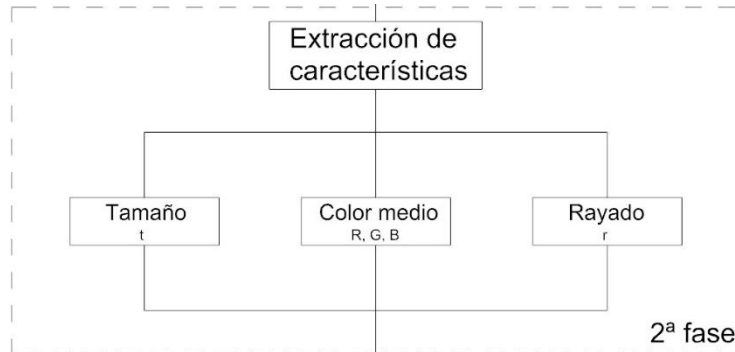 Extracción de
características
Tamaño
t
Color medio
R, G, B
Rayado
r
2ª fase